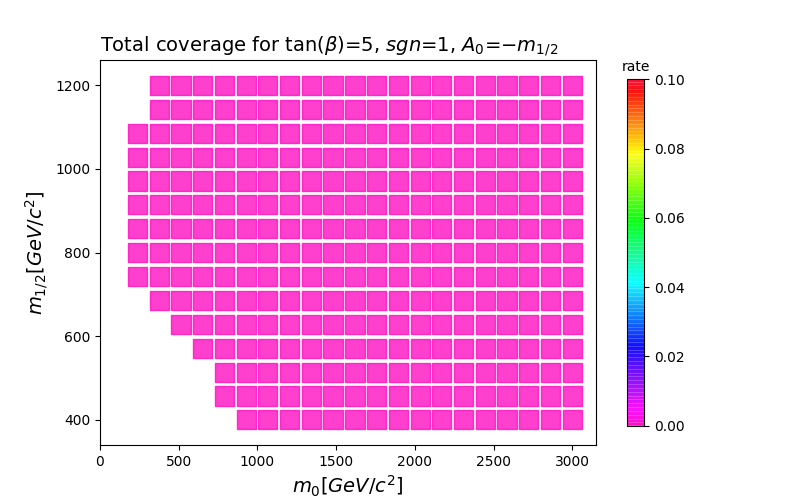 Total coverage for tan(β)=5, sgn=1, A₀=−m₁/₂
rate
1200
1000
800
600
400
m₁/₂[GeV/c²]
0 500 1000 1500 2000 2500 3000
m₀[GeV/c²]
0.10
0.08
0.06
0.04
0.02
0.00